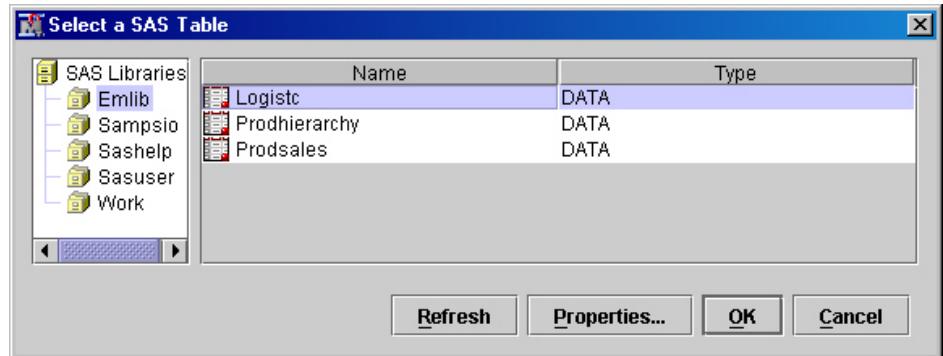 Select a SAS Table
SAS Libraries
Emlib
Sampsio
Sashelp
Sasuser
Work
Name Type
Logistc DATA
Prodhierarchy DATA
Prodsales DATA
Refresh Properties... OK Cancel